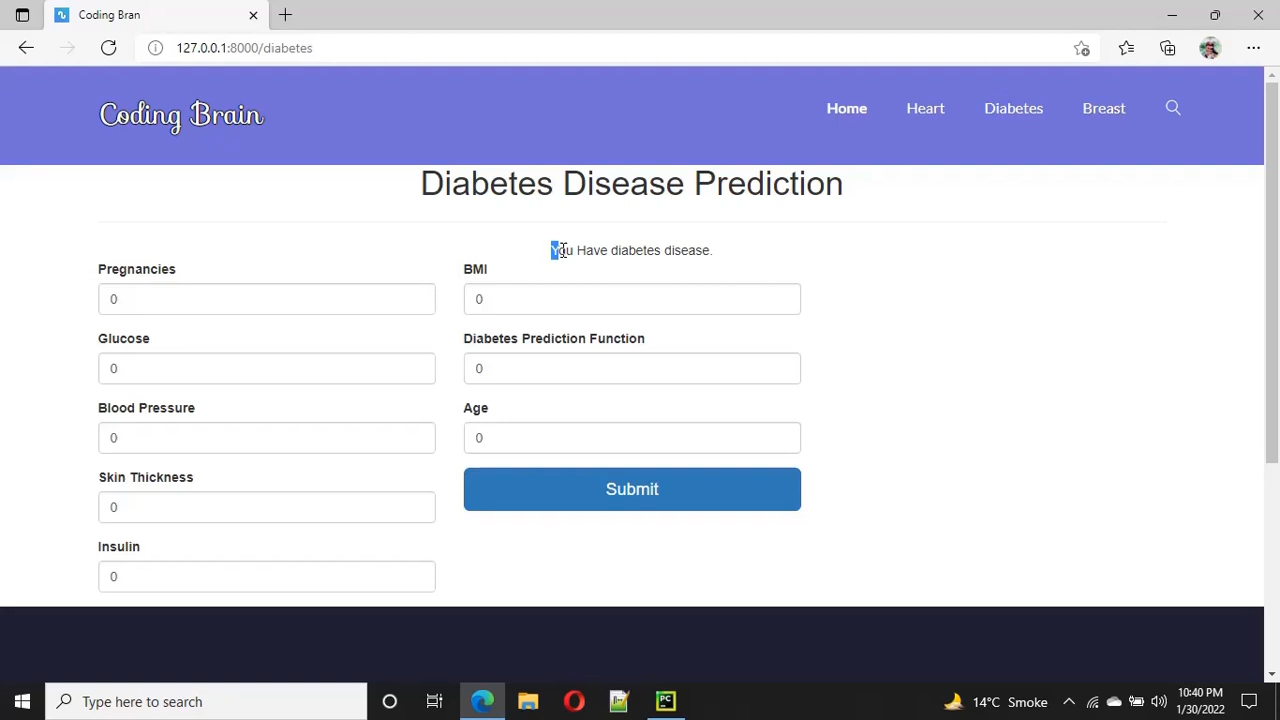 Coding Bran
127.0.0.1:8000/diabetes
Coding Brain
Home Heart Diabetes Breast
Diabetes Disease Prediction
You Have diabetes disease.
Pregnancies
0
Glucose
0
Blood Pressure
0
Skin Thickness
0
Insulin
0
BMI
0
Diabetes Prediction Function
0
Age
0
Submit
Type here to search
PC
14°C Smoke
10:40 PM
1/30/2022